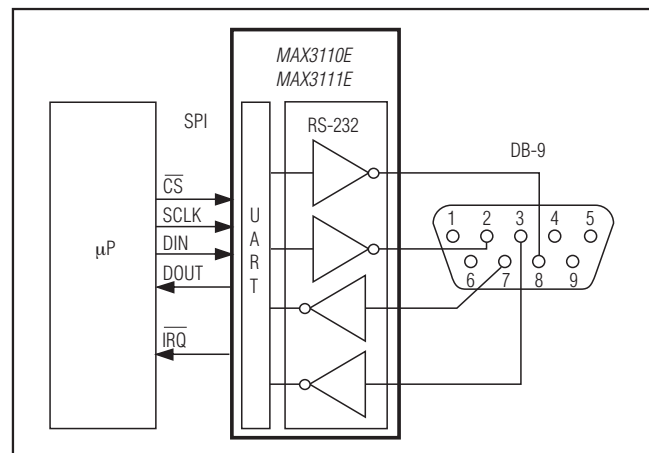 MAX3110E
MAX3111E
SPI
RS-232
DB-9
μP
CS
SCLK
DIN
DOUT
IRQ
UART
1 2 3 4 5
6 7 8 9